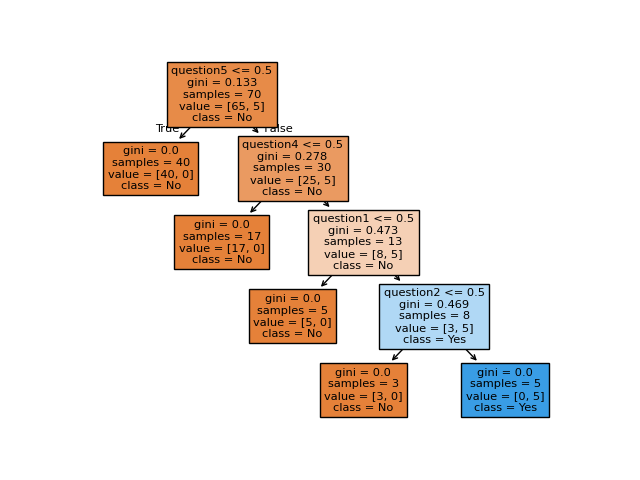 question5 <= 0.5
gini = 0.133
samples = 70
value = [65, 5]
class = No
True
False
gini = 0.0
samples = 40
value = [40, 0]
class = No
question4 <= 0.5
gini = 0.278
samples = 30
value = [25, 5]
class = No
gini = 0.0
samples = 17
value = [17, 0]
class = No
question1 <= 0.5
gini = 0.473
samples = 13
value = [8, 5]
class = No
gini = 0.0
samples = 5
value = [5, 0]
class = No
question2 <= 0.5
gini = 0.469
samples = 8
value = [3, 5]
class = Yes
gini = 0.0
samples = 3
value = [3, 0]
class = No
gini = 0.0
samples = 5
value = [0, 5]
class = Yes